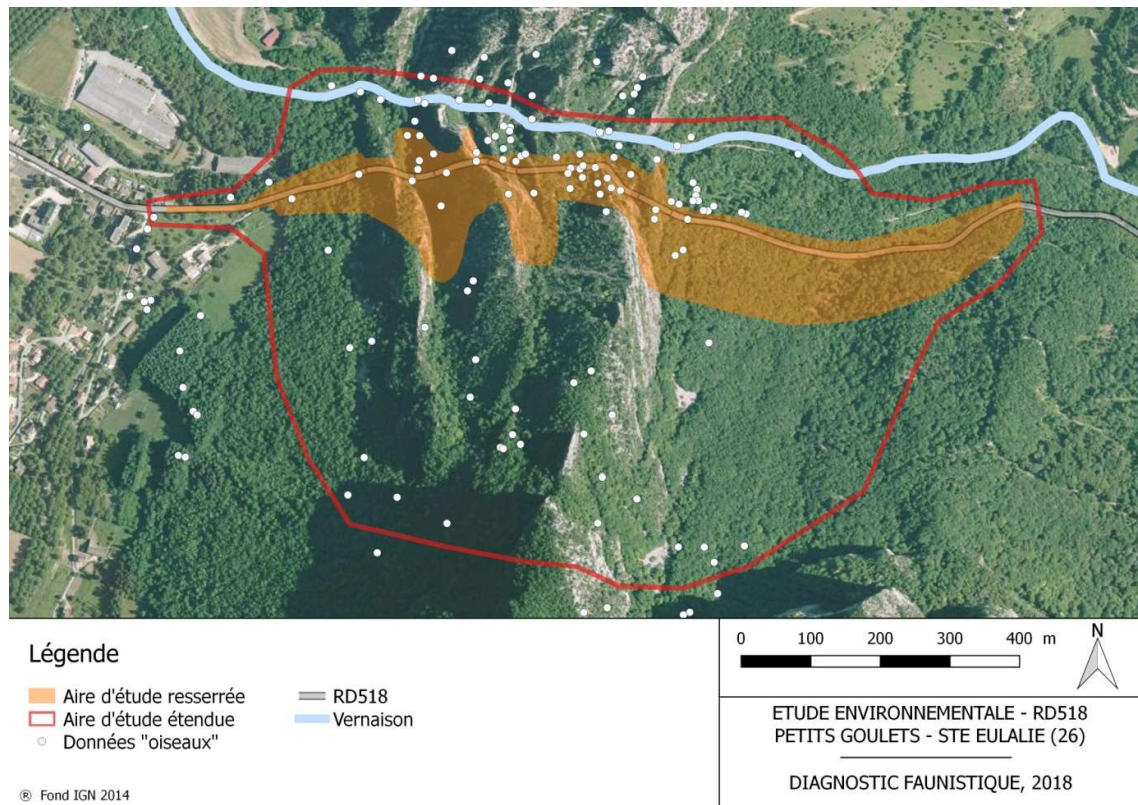 Légende
Aire d'étude resserrée
Aire d'étude étendue
Données "oiseaux"
RD518
Vernaison
® Fond IGN 2014
0 100 200 300 400 m
N
ETUDE ENVIRONNEMENTALE - RD518
PETITS GOULETS - STE EULALIE (26)
DIAGNOSTIC FAUNISTIQUE, 2018